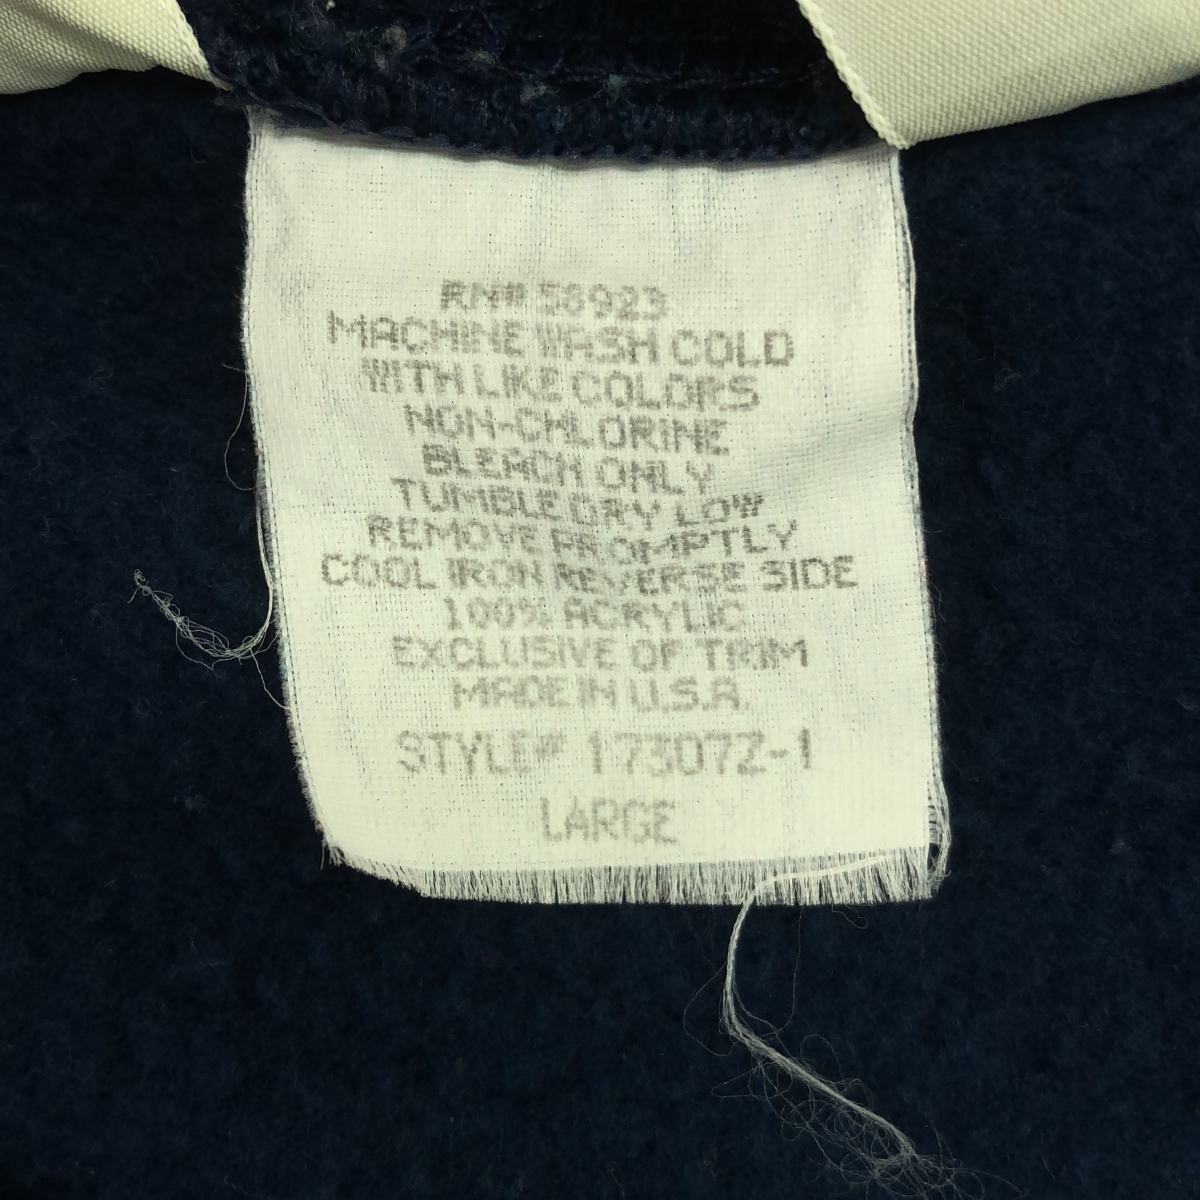 RN# 58923
MACHINE WASH COLD
WITH LIKE COLORS
NON-CHLORINE
BLEACH ONLY
TUMBLE DRY LOW
REMOVE PROMPTLY
COOL IRON REVERSE SIDE
100% ACRYLIC
EXCLUSIVE OF TRIM
MADE IN U.S.A.
STYLE# 17307Z-1
LARGE